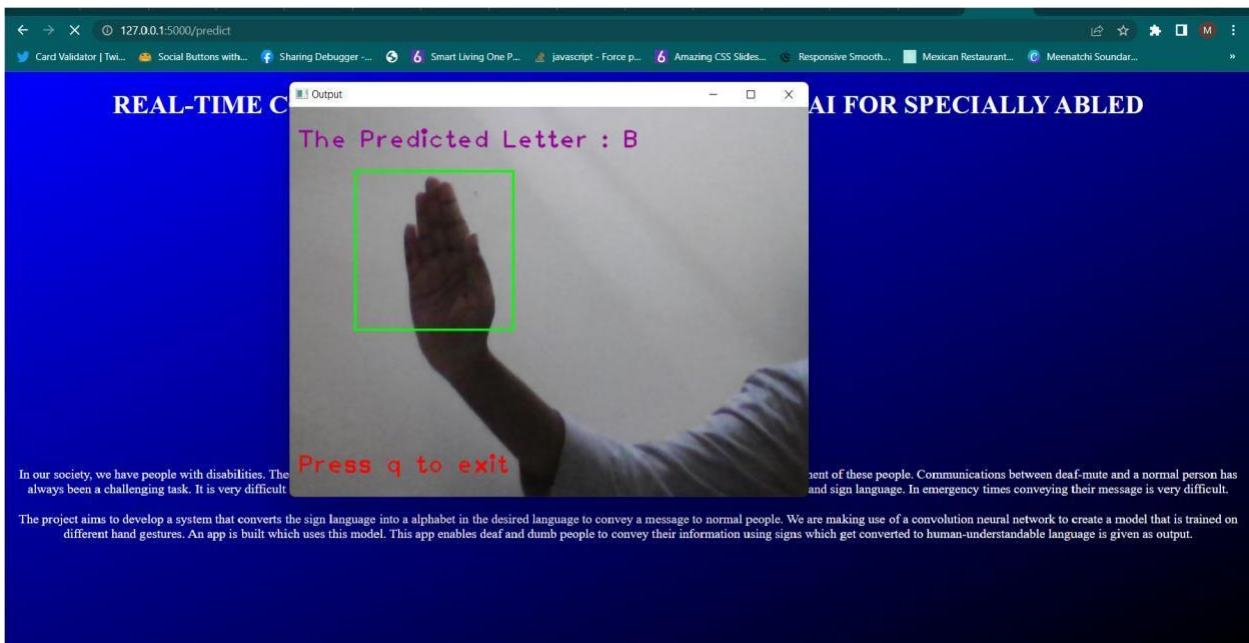 127.0.0.1:5000/predict
M
Card Validator | Twi...
Social Buttons with...
Sharing Debugger -...
Smart Living One P...
javascript - Force p...
Amazing CSS Slides...
Responsive Smooth...
Mexican Restaurant...
Meenatchi Soundar...
»
Output
REAL-TIME C
AI FOR SPECIALLY ABLED
The Predicted Letter : B
Press q to exit
In our society, we have people with disabilities. The
nent of these people. Communications between deaf-mute and a normal person has
always been a challenging task. It is very difficult
and sign language. In emergency times conveying their message is very difficult.
The project aims to develop a system that converts the sign language into a alphabet in the desired language to convey a message to normal people. We are making use of a convolution neural network to create a model that is trained on
different hand gestures. An app is built which uses this model. This app enables deaf and dumb people to convey their information using signs which get converted to human-understandable language is given as output.